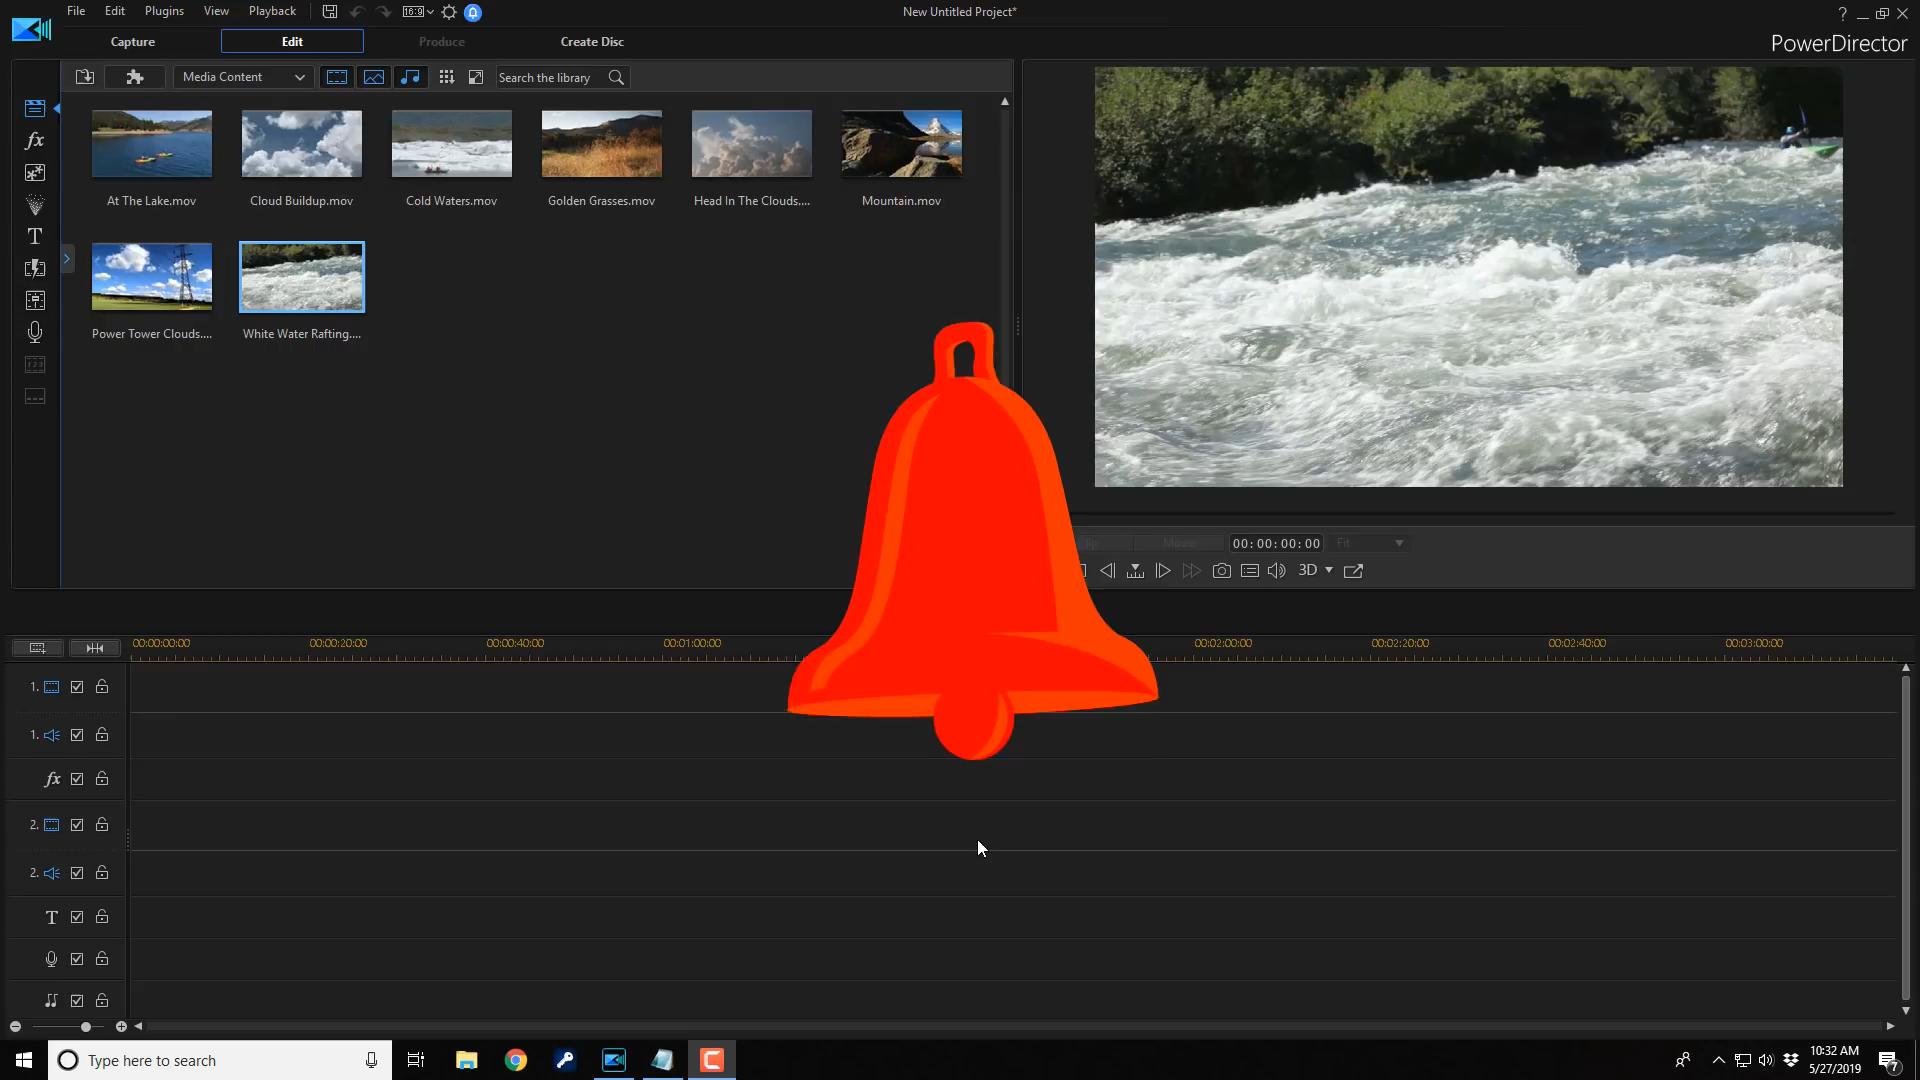 File Edit Plugins View Playback 16:9 New Untitled Project* ?
Capture Edit Produce Create Disc PowerDirector
Media Content Search the library
At The Lake.mov Cloud Buildup.mov Cold Waters.mov Golden Grasses.mov Head In The Clouds.... Mountain.mov
fx
T
Power Tower Clouds.... White Water Rafting....
123
00:00:00:00 Fit
3D
00:00:00:00 00:00:20:00 00:00:40:00 00:01:00:00 00:02:00:00 00:02:20:00 00:02:40:00 00:03:00:00
1.
1.
fx
2.
2.
T
Type here to search
10:32 AM
5/27/2019
7